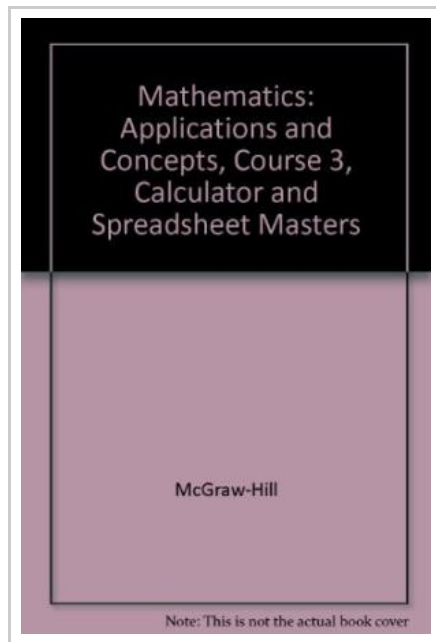 Mathematics:
Applications and
Concepts, Course 3,
Calculator and
Spreadsheet Masters
McGraw-Hill
Note: This is not the actual book cover